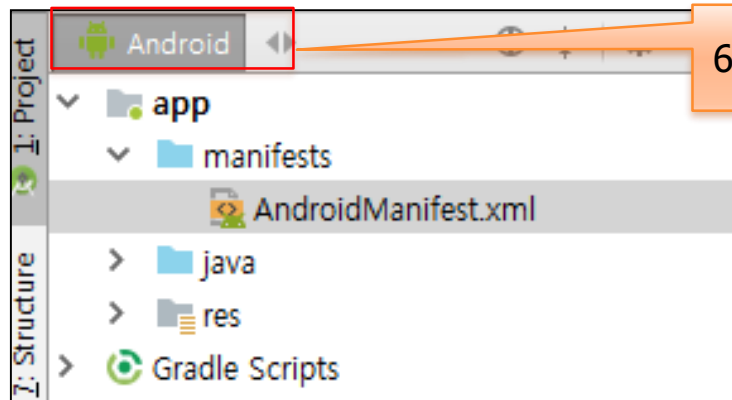 Android
6
1: Project
app
manifests
AndroidManifest.xml
java
res
7: Structure
Gradle Scripts